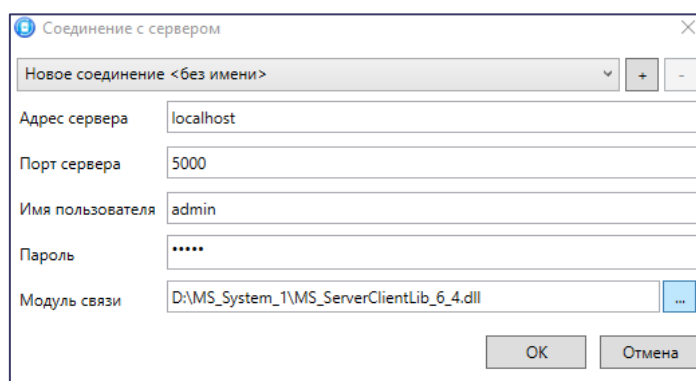 Соединение с сервером
Новое соединение <без имени> + -
Адрес сервера localhost
Порт сервера 5000
Имя пользователя admin
Пароль •••••
Модуль связи D:\MS_System_1\MS_ServerClientLib_6_4.dll ...
OK Отмена